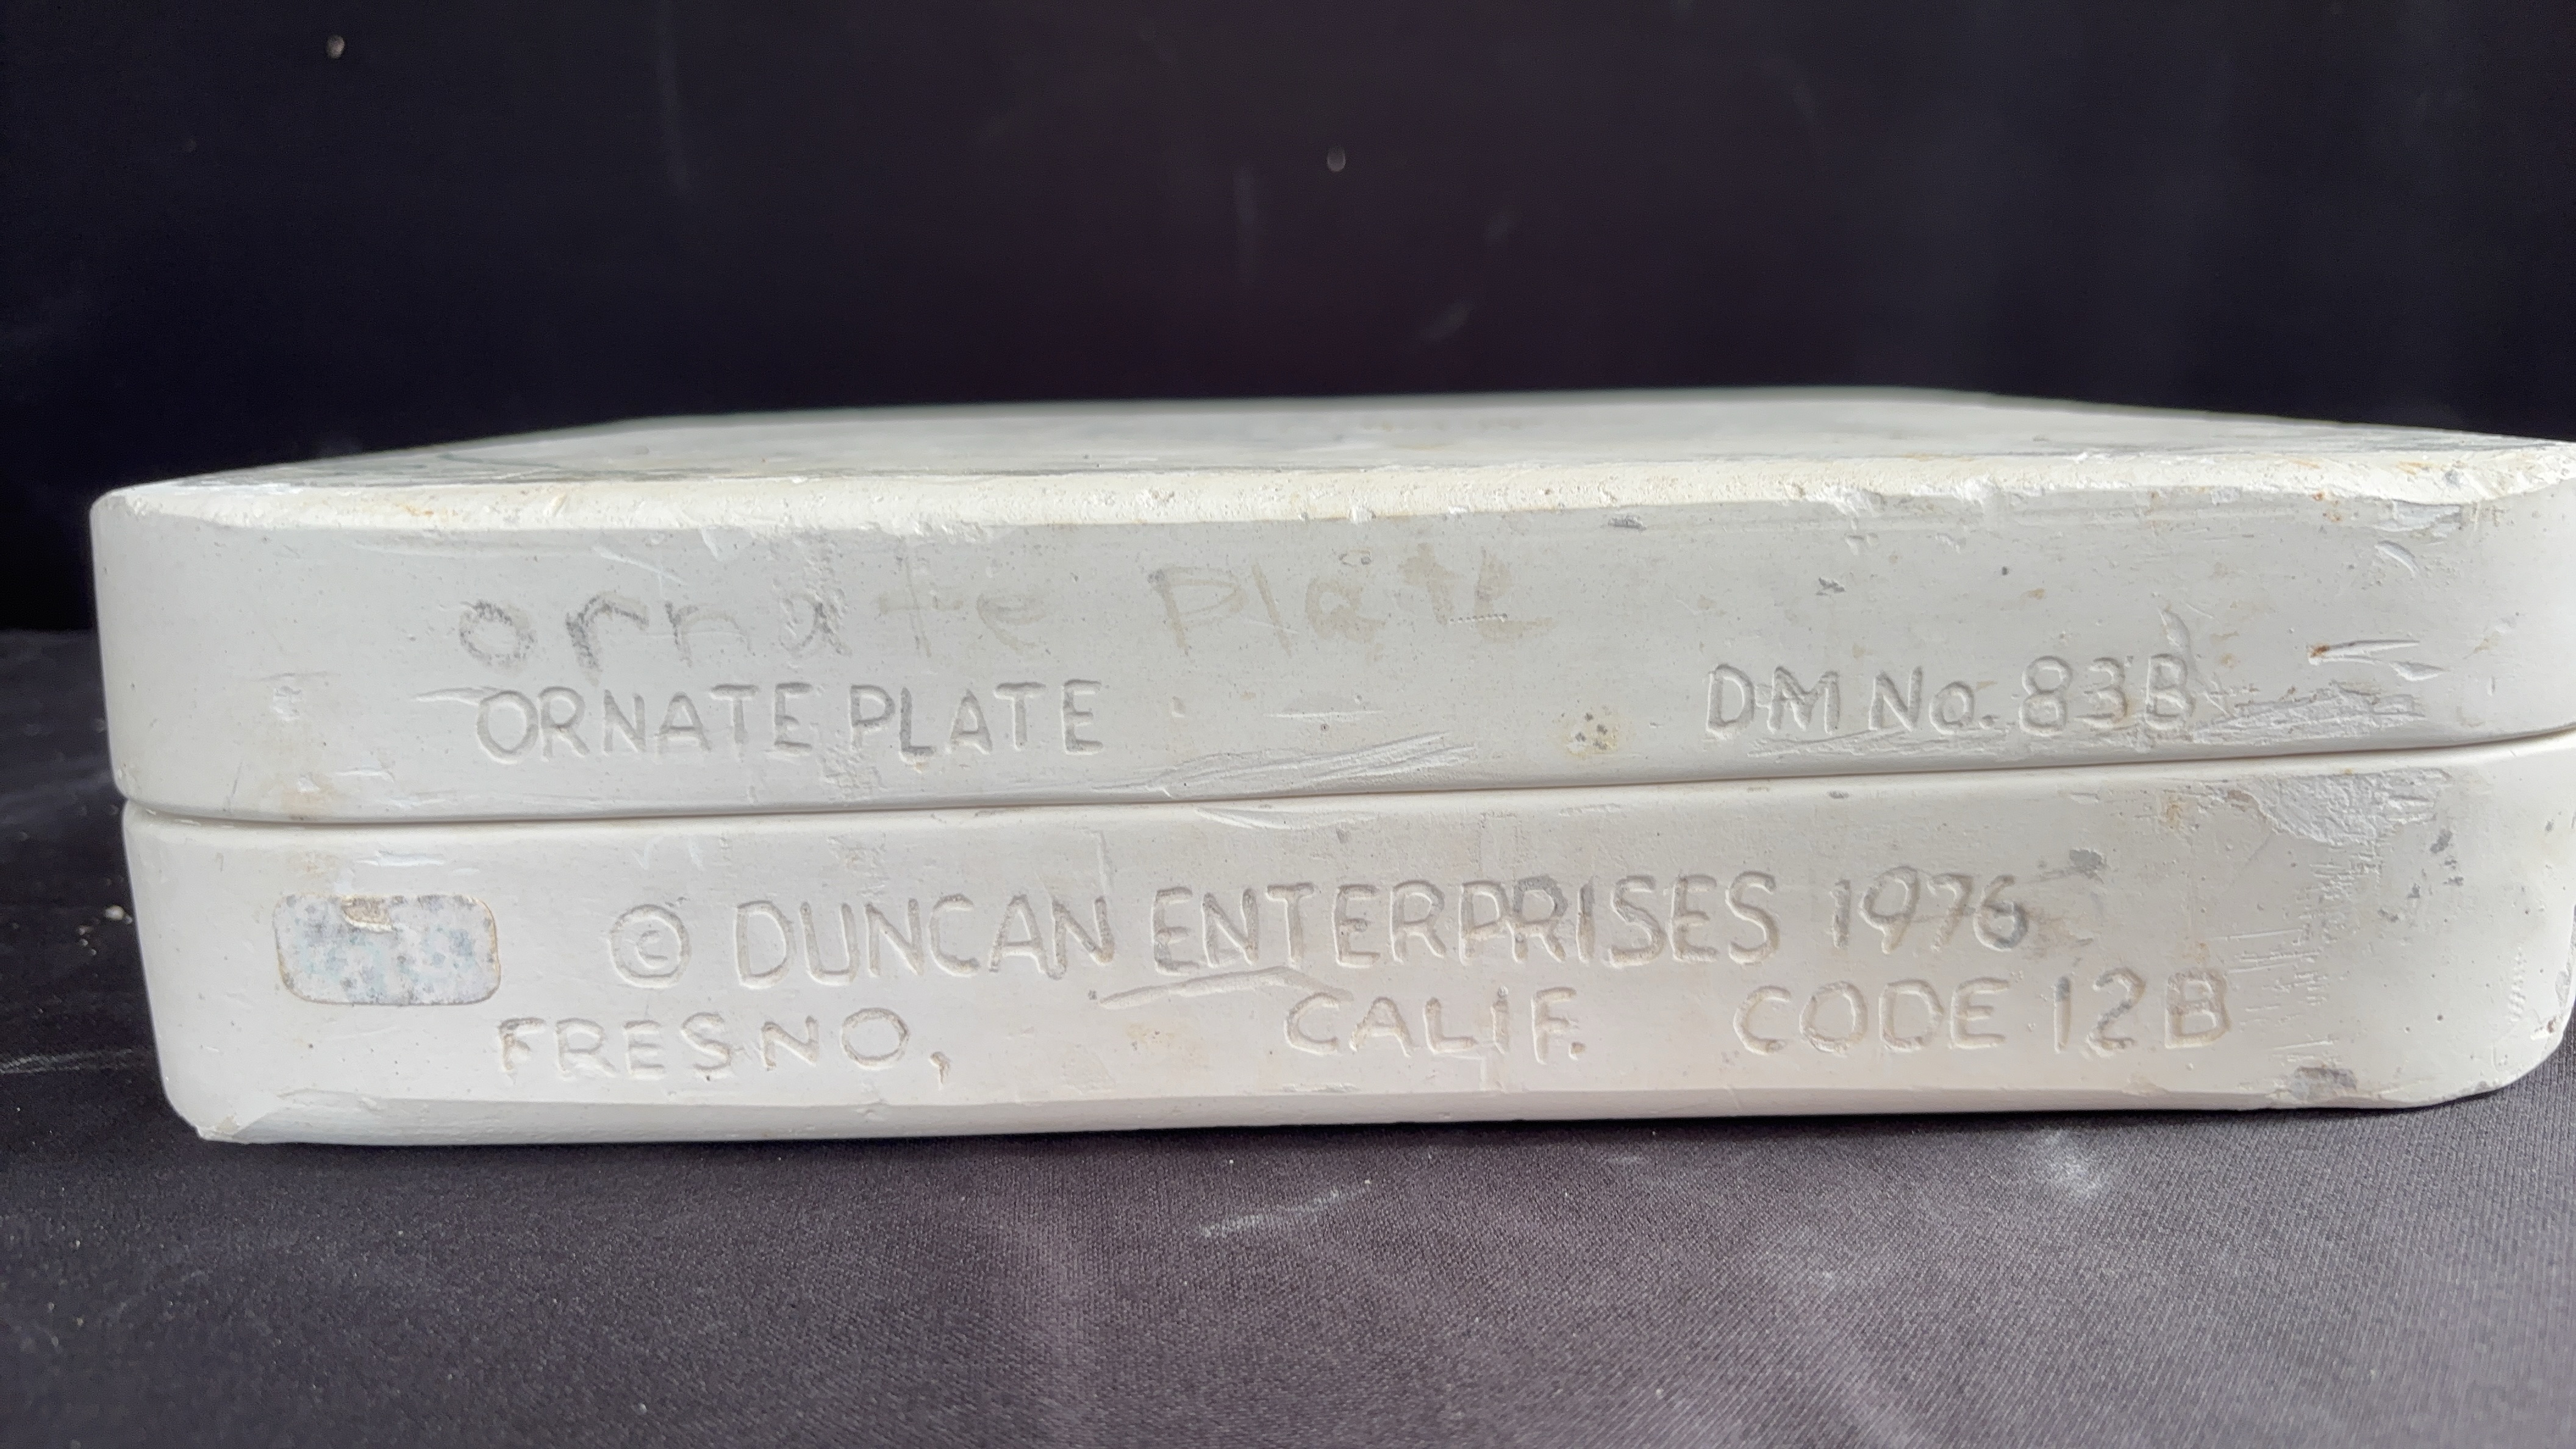 ornate Plate
ORNATE PLATE DM No. 83B
© DUNCAN ENTERPRISES 1976
FRESNO, CALIF. CODE 12B